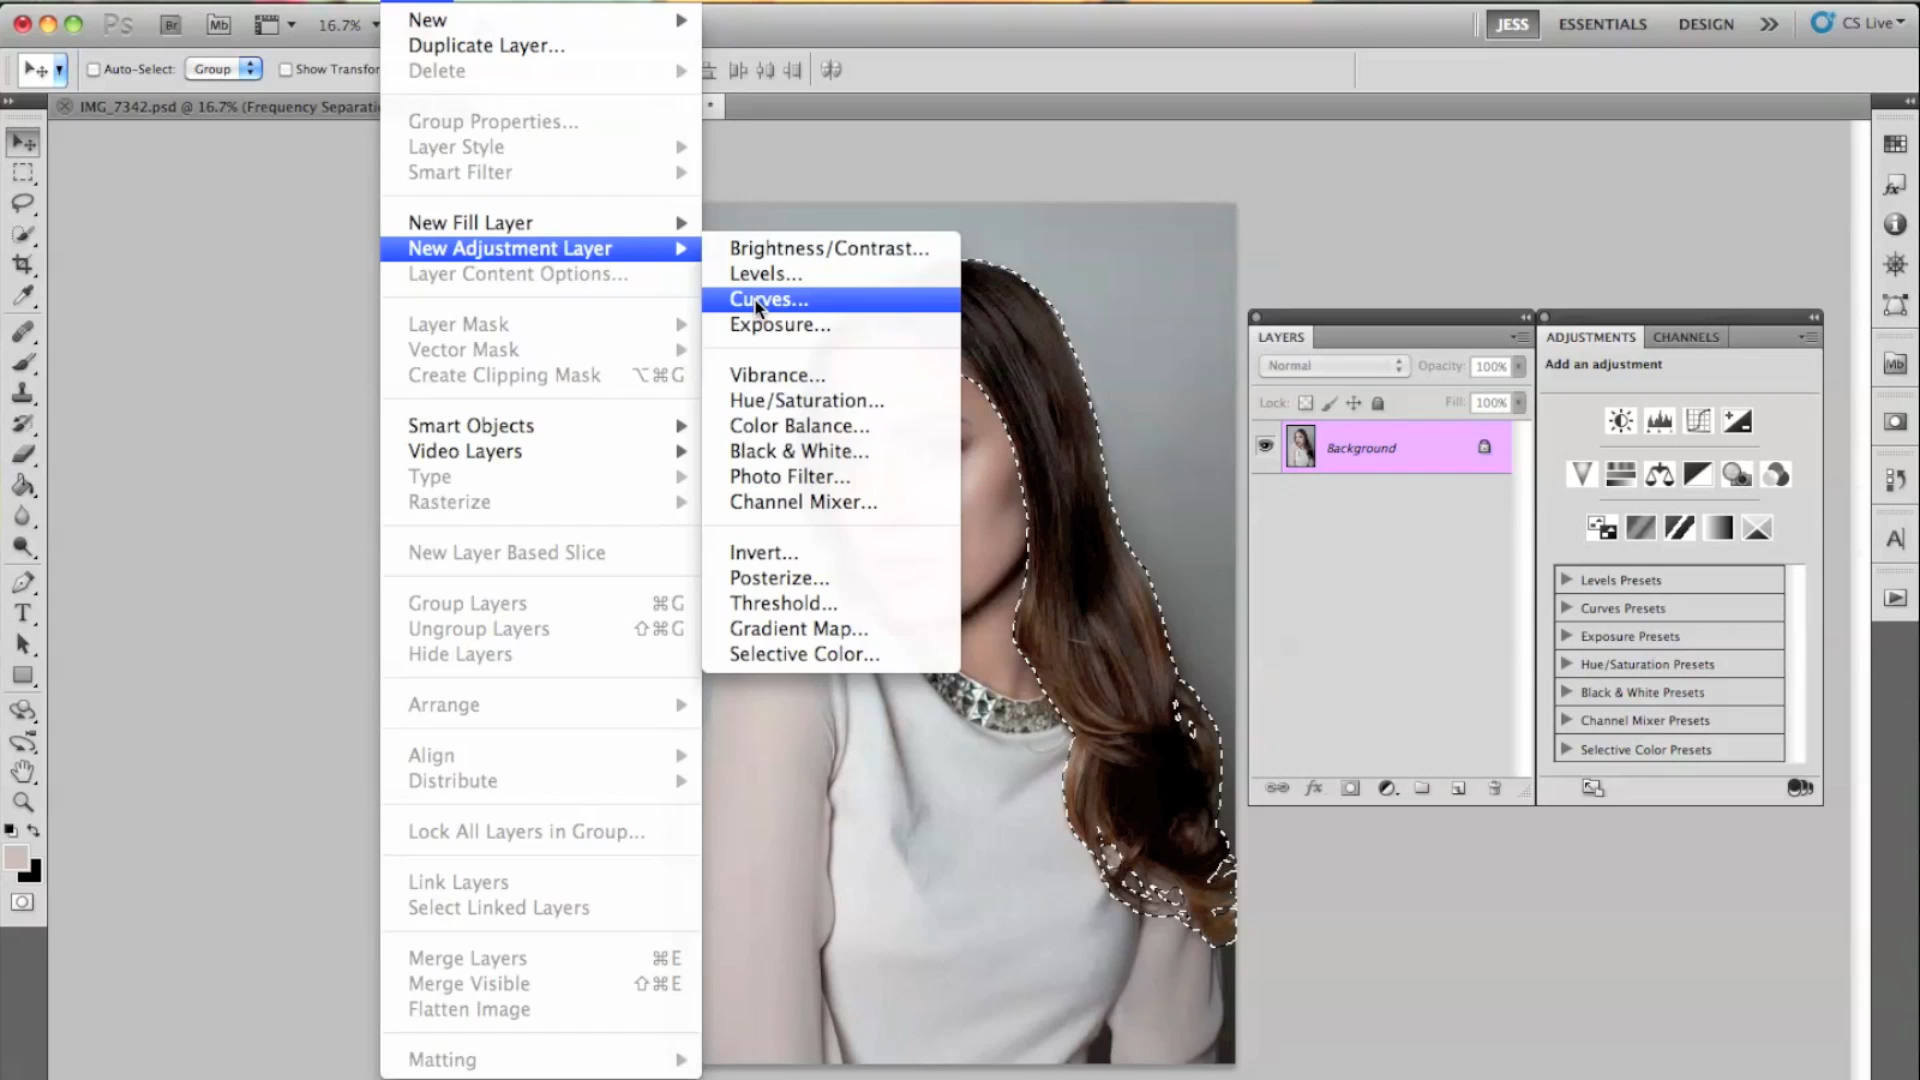 Ps Br Mb 16.7% JESS ESSENTIALS DESIGN CS Live
Auto-Select: Group Show Transfor
IMG_7342.psd @ 16.7% (Frequency Separati *
New
Duplicate Layer...
Delete
Group Properties...
Layer Style
Smart Filter
New Fill Layer
New Adjustment Layer
Layer Content Options...
Layer Mask
Vector Mask
Create Clipping Mask ⌥⌘G
Smart Objects
Video Layers
Type
Rasterize
New Layer Based Slice
Group Layers ⌘G
Ungroup Layers ⇧⌘G
Hide Layers
Arrange
Align
Distribute
Lock All Layers in Group...
Link Layers
Select Linked Layers
Merge Layers ⌘E
Merge Visible ⇧⌘E
Flatten Image
Matting
Brightness/Contrast...
Levels...
Curves...
Exposure...
Vibrance...
Hue/Saturation...
Color Balance...
Black & White...
Photo Filter...
Channel Mixer...
Invert...
Posterize...
Threshold...
Gradient Map...
Selective Color...
LAYERS
Normal Opacity: 100%
Lock: Fill: 100%
Background
fx
ADJUSTMENTS CHANNELS
Add an adjustment
Levels Presets
Curves Presets
Exposure Presets
Hue/Saturation Presets
Black & White Presets
Channel Mixer Presets
Selective Color Presets
fx
Mb
A
T